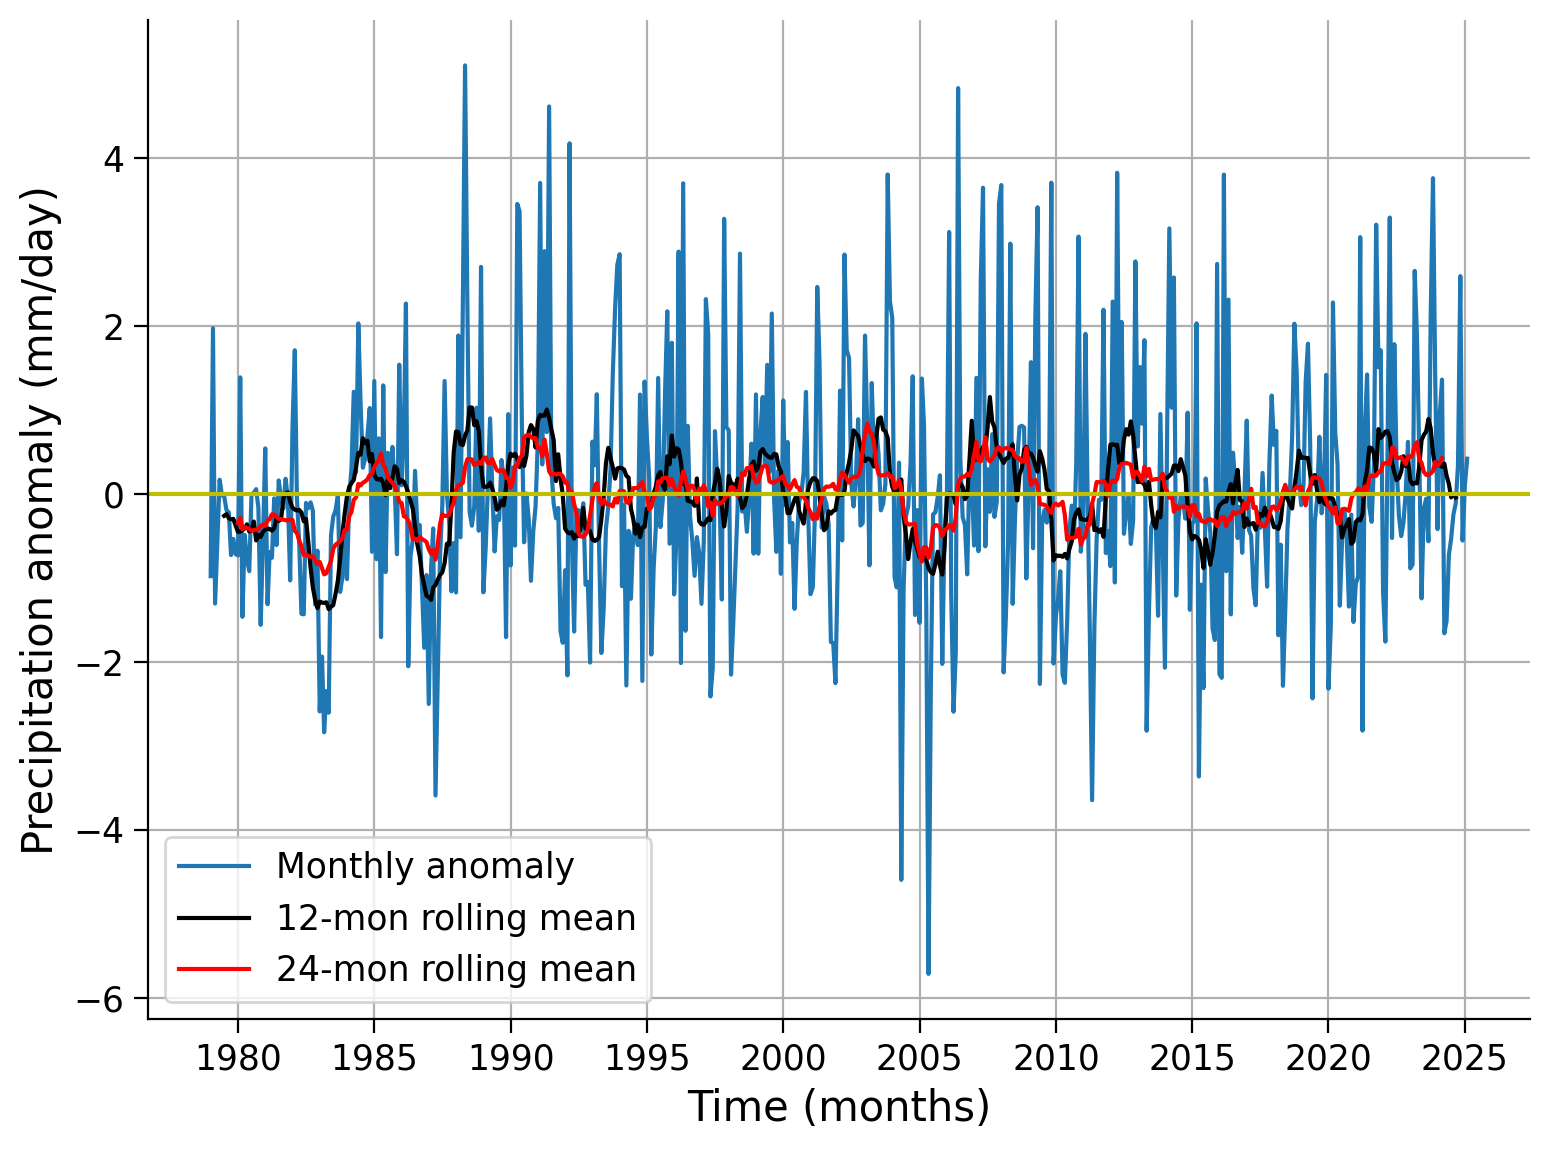 Precipitation anomaly (mm/day)
4
2
0
−2
−4
−6
Monthly anomaly
12-mon rolling mean
24-mon rolling mean
1980 1985 1990 1995 2000 2005 2010 2015 2020 2025
Time (months)